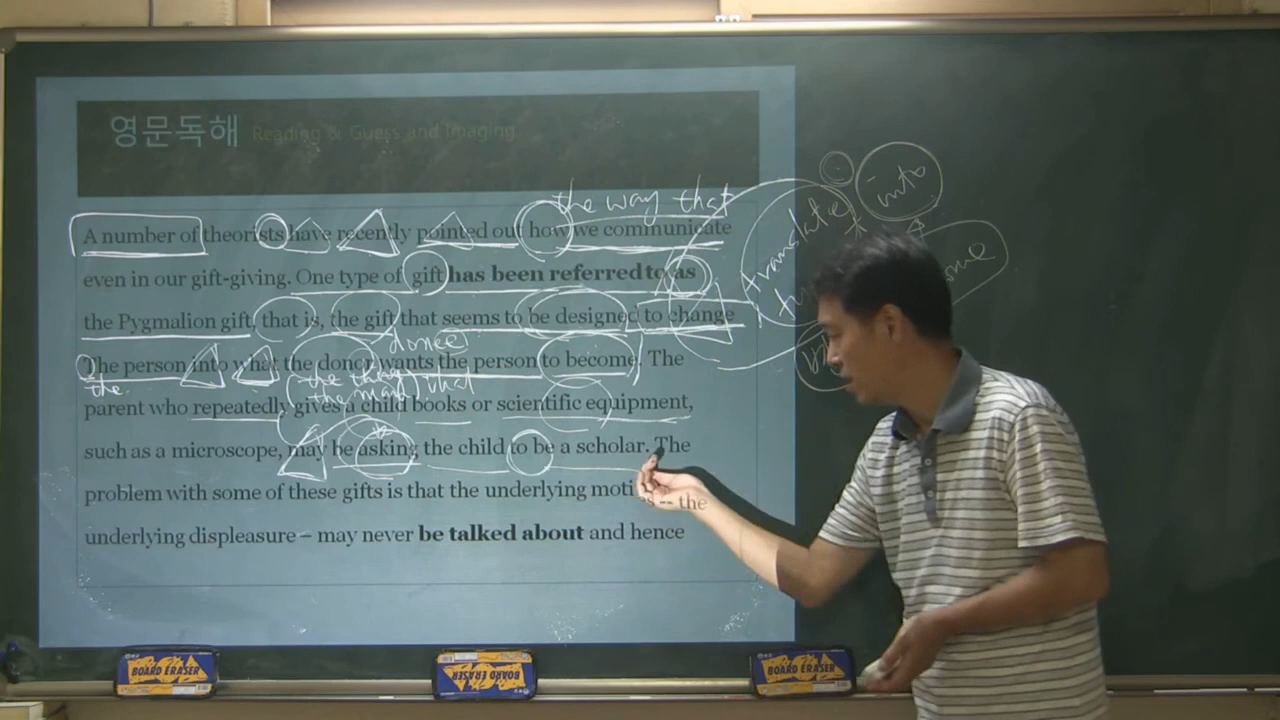 영문독해 Reading & Guess and Imaging
the way that
A number of theorists have recently pointed out how we communicate
even in our gift-giving. One type of gift has been referred to as
the Pygmalion gift, that is, the gift that seems to be designed to change
donee
The person into what the donor wants the person to become. The
the
the thing
the man that
parent who repeatedly gives a child books or scientific equipment,
such as a microscope, may be asking the child to be a scholar. The
problem with some of these gifts is that the underlying moti s -- the
underlying displeasure – may never be talked about and hence
into
translate
turn
BOARD ERASER
BOARD ERASER
BOARD ERASER